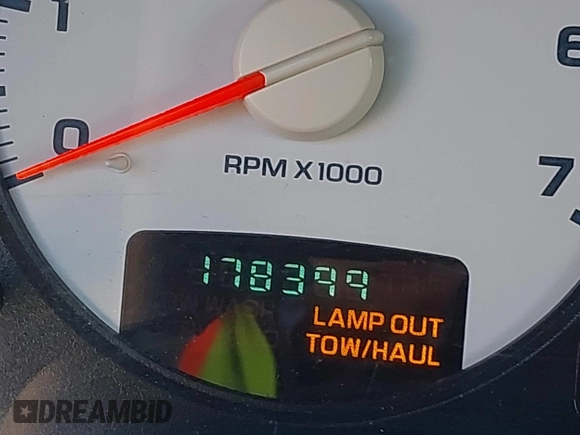 1
6
0
RPM X1000
7
178399
LAMP OUT
TOW/HAUL
DREAMBID